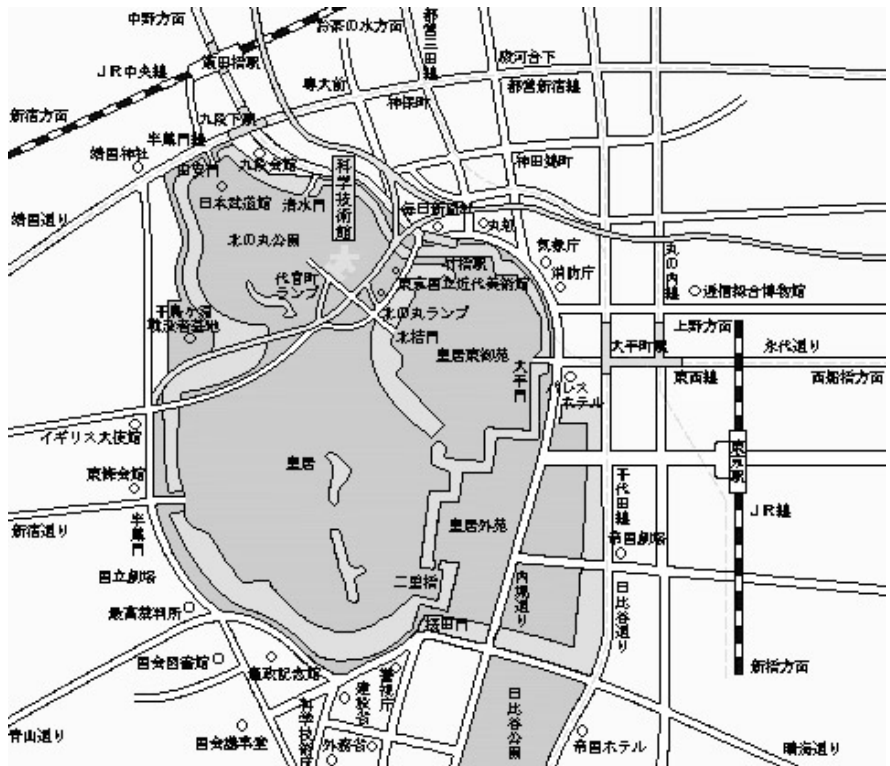 中野方面
お茶の水方面
都営三田線
駿河台下
JR中央線
飯田橋駅
専大前
都営新宿線
神保町
新宿方面
九段下駅
半蔵門線
靖国神社
田安門
九段会館
科学技術館
神田錦町
日本武道館
清水門
毎日新聞社
丸紅
靖国通り
北の丸公園
気象庁
丸の内線
竹橋駅
消防庁
代官町
ランプ
東京国立近代美術館
逓信総合博物館
千鳥ヶ淵
戦没者墓地
北の丸ランプ
上野方面
北桔門
皇居東御苑
大手町駅
永代通り
大手門
東西線
西船橋方面
パレス
ホテル
イギリス大使館
皇居
東京駅
東條会館
千代田線
JR線
新宿通り
半蔵門
皇居外苑
帝国劇場
国立劇場
二重橋
内堀通り
日比谷通り
最高裁判所
桜田門
国会図書館
憲政記念館
警視庁
新橋方面
建設省
日比谷公園
科学技術庁
青山通り
国会議事堂
外務省
帝国ホテル
晴海通り